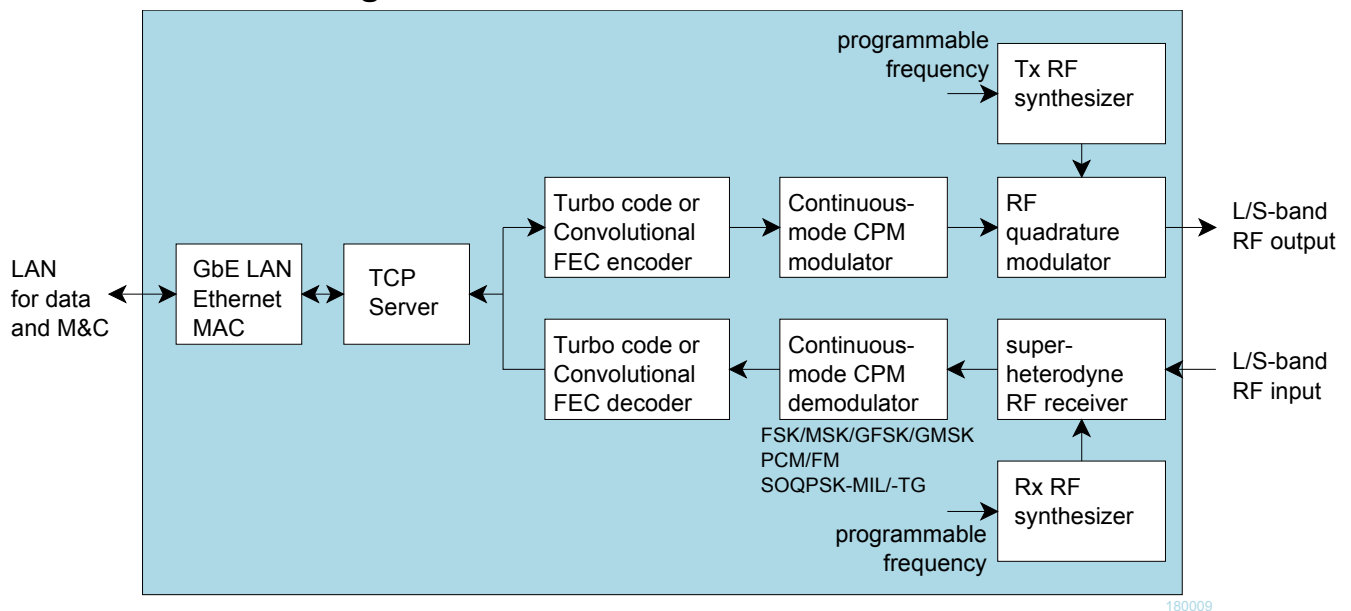 programmable
frequency
Tx RF
synthesizer
Turbo code or
Convolutional
FEC encoder
Continuous-
mode CPM
modulator
RF
quadrature
modulator
L/S-band
RF output
LAN
for data
and M&C
GbE LAN
Ethernet
MAC
TCP
Server
Turbo code or
Convolutional
FEC decoder
Continuous-
mode CPM
demodulator
super-
heterodyne
RF receiver
L/S-band
RF input
FSK/MSK/GFSK/GMSK
PCM/FM
SOQPSK-MIL/-TG
programmable
frequency
Rx RF
synthesizer
180009